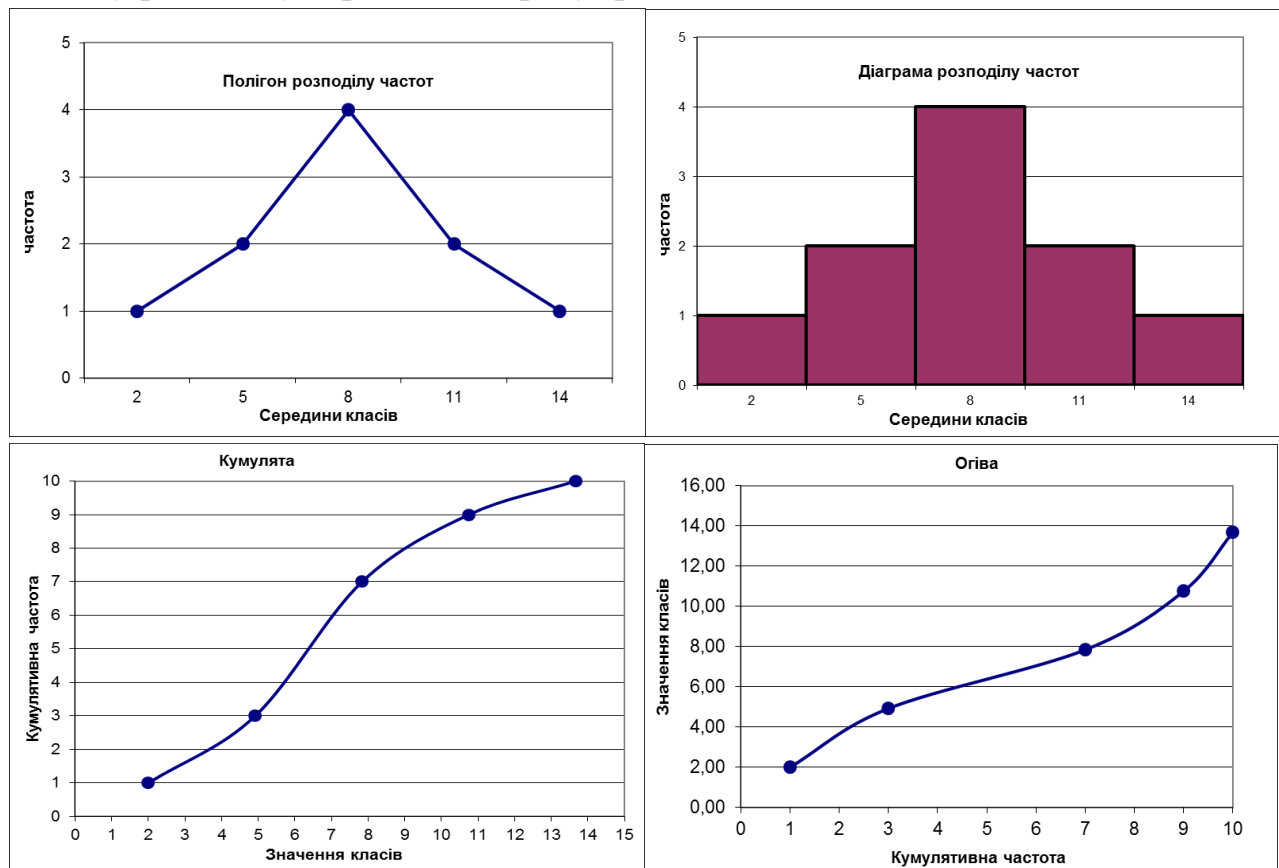 Полігон розподілу частот
5
4
3
2
1
0
частота
2 5 8 11 14
Середини класів
Діаграма розподілу частот
5
4
3
2
1
0
частота
2 5 8 11 14
Середини класів
Кумулята
10
9
8
7
6
5
4
3
2
1
0
Кумулятивна частота
0 1 2 3 4 5 6 7 8 9 10 11 12 13 14 15
Значення класів
Огіва
16,00
14,00
12,00
10,00
8,00
6,00
4,00
2,00
0,00
Значення класів
0 1 2 3 4 5 6 7 8 9 10
Кумулятивна частота